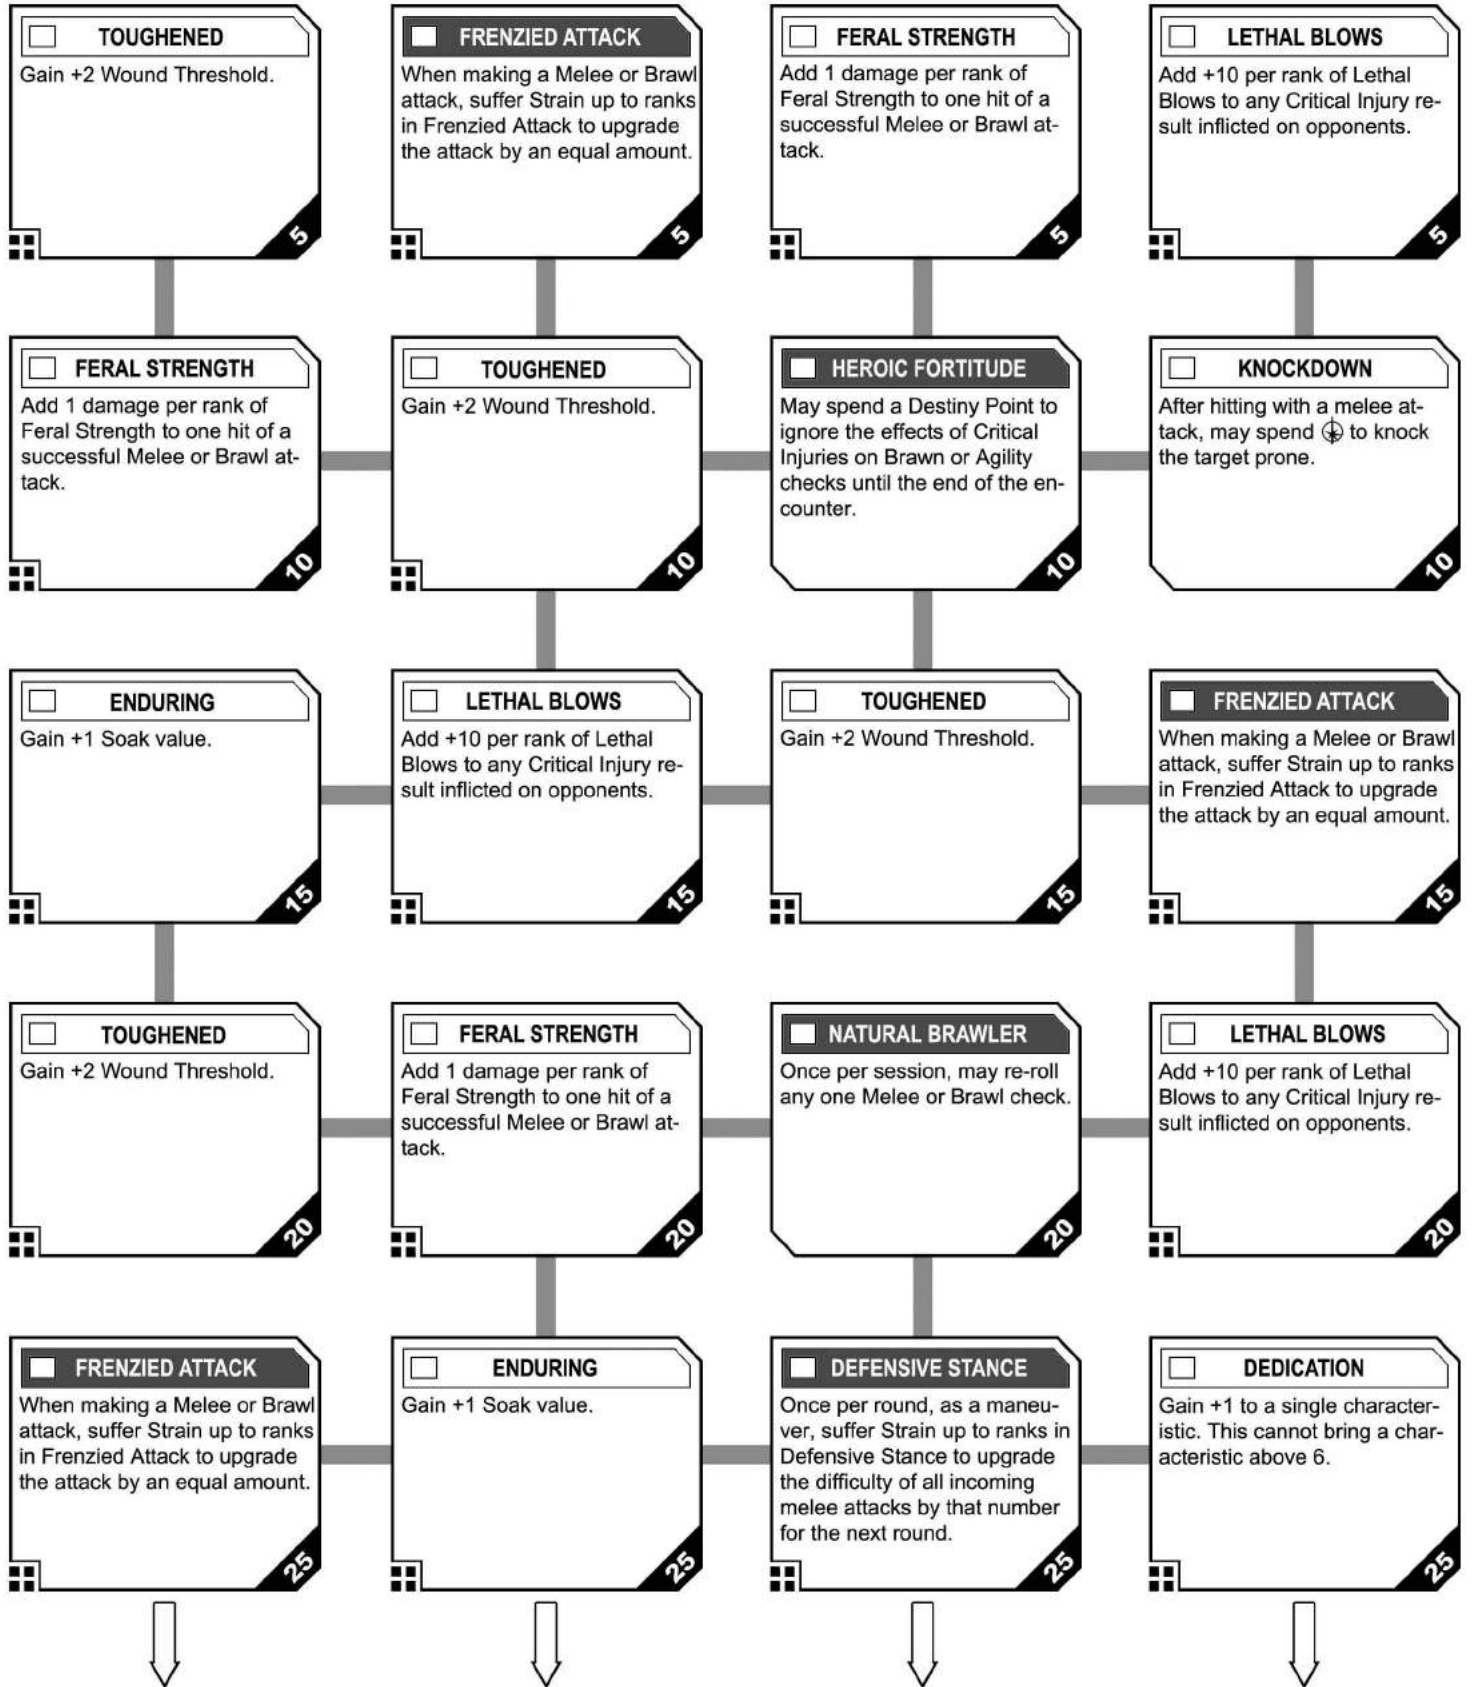 TOUGHENED
Gain +2 Wound Threshold.
5
FRENZIED ATTACK
When making a Melee or Brawl
attack, suffer Strain up to ranks
in Frenzied Attack to upgrade
the attack by an equal amount.
5
FERAL STRENGTH
Add 1 damage per rank of
Feral Strength to one hit of a
successful Melee or Brawl at-
tack.
5
LETHAL BLOWS
Add +10 per rank of Lethal
Blows to any Critical Injury re-
sult inflicted on opponents.
5
FERAL STRENGTH
Add 1 damage per rank of
Feral Strength to one hit of a
successful Melee or Brawl at-
tack.
10
TOUGHENED
Gain +2 Wound Threshold.
10
HEROIC FORTITUDE
May spend a Destiny Point to
ignore the effects of Critical
Injuries on Brawn or Agility
checks until the end of the en-
counter.
10
KNOCKDOWN
After hitting with a melee at-
tack, may spend to knock
the target prone.
10
ENDURING
Gain +1 Soak value.
15
LETHAL BLOWS
Add +10 per rank of Lethal
Blows to any Critical Injury re-
sult inflicted on opponents.
15
TOUGHENED
Gain +2 Wound Threshold.
15
FRENZIED ATTACK
When making a Melee or Brawl
attack, suffer Strain up to ranks
in Frenzied Attack to upgrade
the attack by an equal amount.
15
TOUGHENED
Gain +2 Wound Threshold.
20
FERAL STRENGTH
Add 1 damage per rank of
Feral Strength to one hit of a
successful Melee or Brawl at-
tack.
20
NATURAL BRAWLER
Once per session, may re-roll
any one Melee or Brawl check.
20
LETHAL BLOWS
Add +10 per rank of Lethal
Blows to any Critical Injury re-
sult inflicted on opponents.
20
FRENZIED ATTACK
When making a Melee or Brawl
attack, suffer Strain up to ranks
in Frenzied Attack to upgrade
the attack by an equal amount.
25
ENDURING
Gain +1 Soak value.
25
DEFENSIVE STANCE
Once per round, as a maneu-
ver, suffer Strain up to ranks in
Defensive Stance to upgrade
the difficulty of all incoming
melee attacks by that number
for the next round.
25
DEDICATION
Gain +1 to a single character-
istic. This cannot bring a char-
acteristic above 6.
25